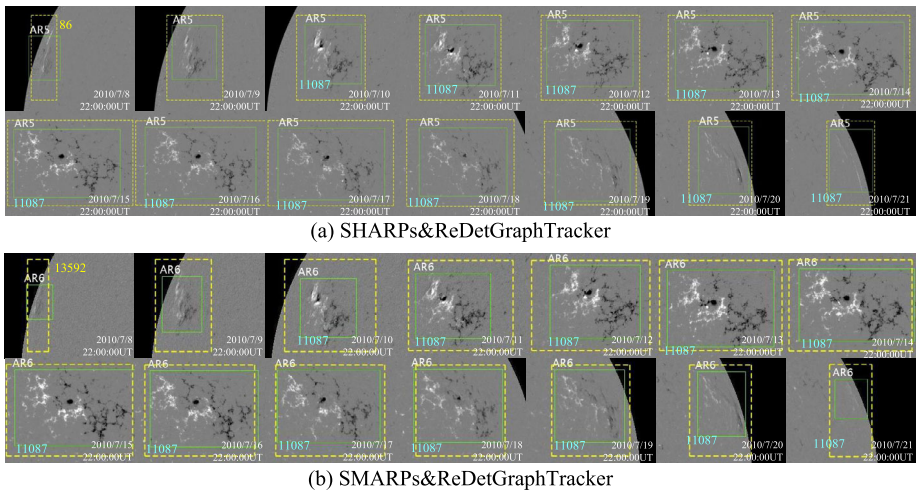 AR5 86
2010/7/8
22:00:00UT
AR5
2010/7/9
22:00:00UT
AR5
11087
2010/7/10
22:00:00UT
AR5
11087
2010/7/11
22:00:00UT
AR5
11087
2010/7/12
22:00:00UT
AR5
11087
2010/7/13
22:00:00UT
AR5
11087
2010/7/14
22:00:00UT
AR5
11087
2010/7/15
22:00:00UT
AR5
11087
2010/7/16
22:00:00UT
AR5
11087
2010/7/17
22:00:00UT
AR5
11087
2010/7/18
22:00:00UT
AR5
11087
2010/7/19
22:00:00UT
AR5
11087
2010/7/20
22:00:00UT
AR5
11087
2010/7/21
22:00:00UT
(a) SHARPs&ReDetGraphTracker
AR6 13592
2010/7/8
22:00:00UT
AR6
2010/7/9
22:00:00UT
AR6
11087
2010/7/10
22:00:00UT
AR6
11087
2010/7/11
22:00:00UT
AR6
11087
2010/7/12
22:00:00UT
AR6
11087
2010/7/13
22:00:00UT
AR6
11087
2010/7/14
22:00:00UT
AR6
11087
2010/7/15
22:00:00UT
AR6
11087
2010/7/16
22:00:00UT
AR6
11087
2010/7/17
22:00:00UT
AR6
11087
2010/7/18
22:00:00UT
AR6
11087
2010/7/19
22:00:00UT
AR6
11087
2010/7/20
22:00:00UT
AR6
11087
2010/7/21
22:00:00UT
(b) SMARPs&ReDetGraphTracker